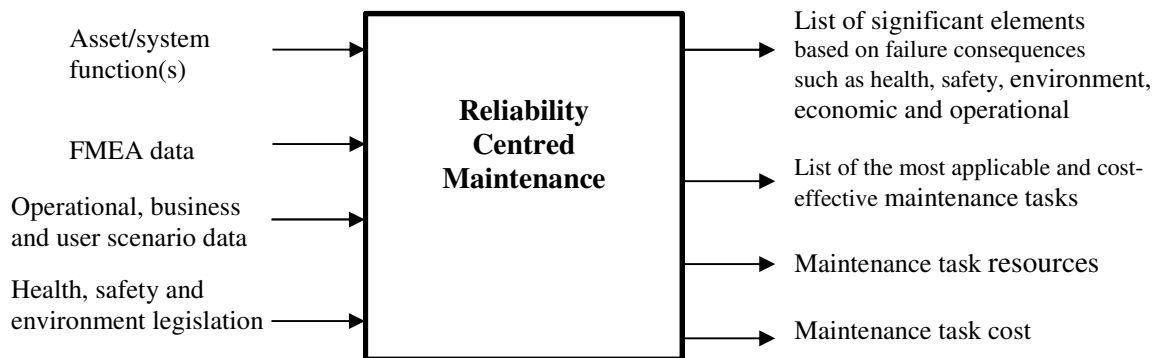 Asset/system
function(s)
FMEA data
Operational, business
and user scenario data
Health, safety and
environment legislation
Reliability
Centred
Maintenance
List of significant elements
based on failure consequences
such as health, safety, environment,
economic and operational
List of the most applicable and cost-
effective maintenance tasks
Maintenance task resources
Maintenance task cost